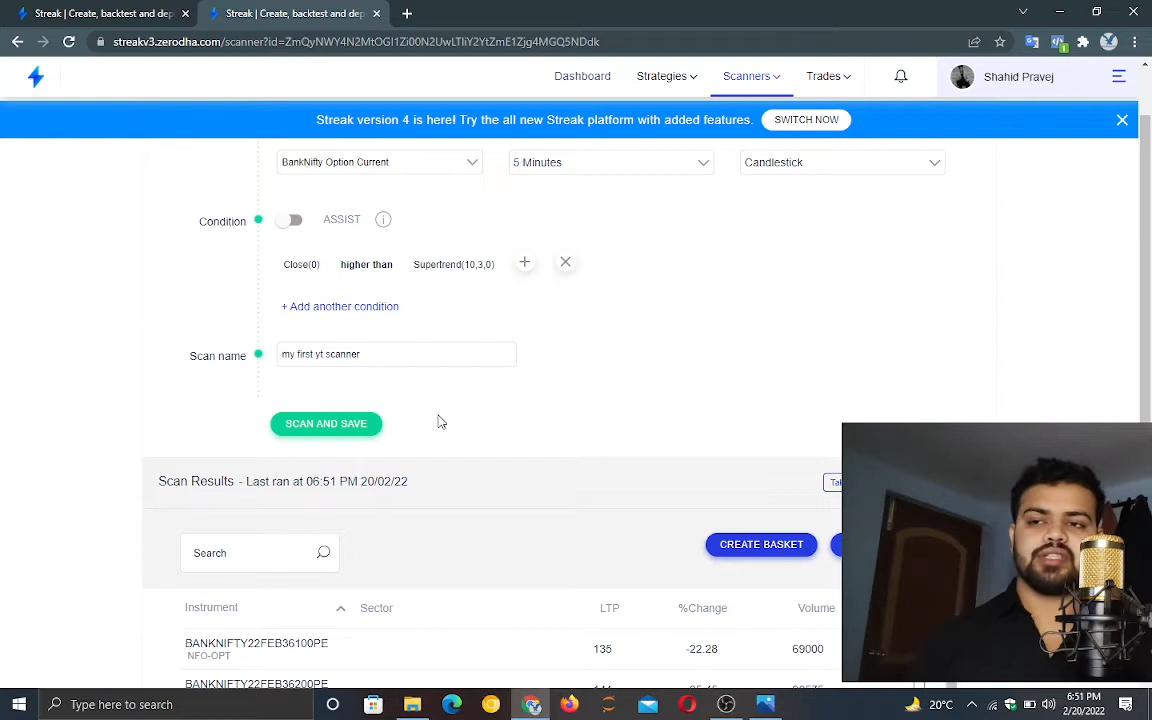 Streak | Create, backtest and dep
Streak | Create, backtest and dep
streakv3.zerodha.com/scanner?id=ZmQyNWY4N2MtOGI1Zi00N2UwLTliY2YtZmE1Zjg4MGQ5NDdk
Dashboard Strategies Scanners Trades Shahid Pravej
Streak version 4 is here! Try the all new Streak platform with added features. SWITCH NOW
BankNifty Option Current 5 Minutes Candlestick
Condition ASSIST
Close(0) higher than Supertrend(10,3,0)
+ Add another condition
Scan name my first yt scanner
SCAN AND SAVE
Scan Results - Last ran at 06:51 PM 20/02/22
Search CREATE BASKET
Instrument Sector LTP %Change Volume
BANKNIFTY22FEB36100PE 135 -22.28 69000
NFO-OPT
BANKNIFTY22FEB36200PE
Type here to search
20°C
6:51 PM
2/20/2022